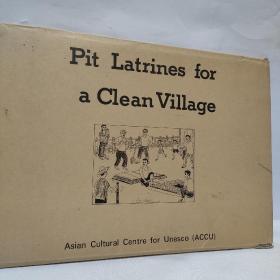 Pit Latrines for
a Clean Village
Asian Cultural Centre for Unesco (ACCU)